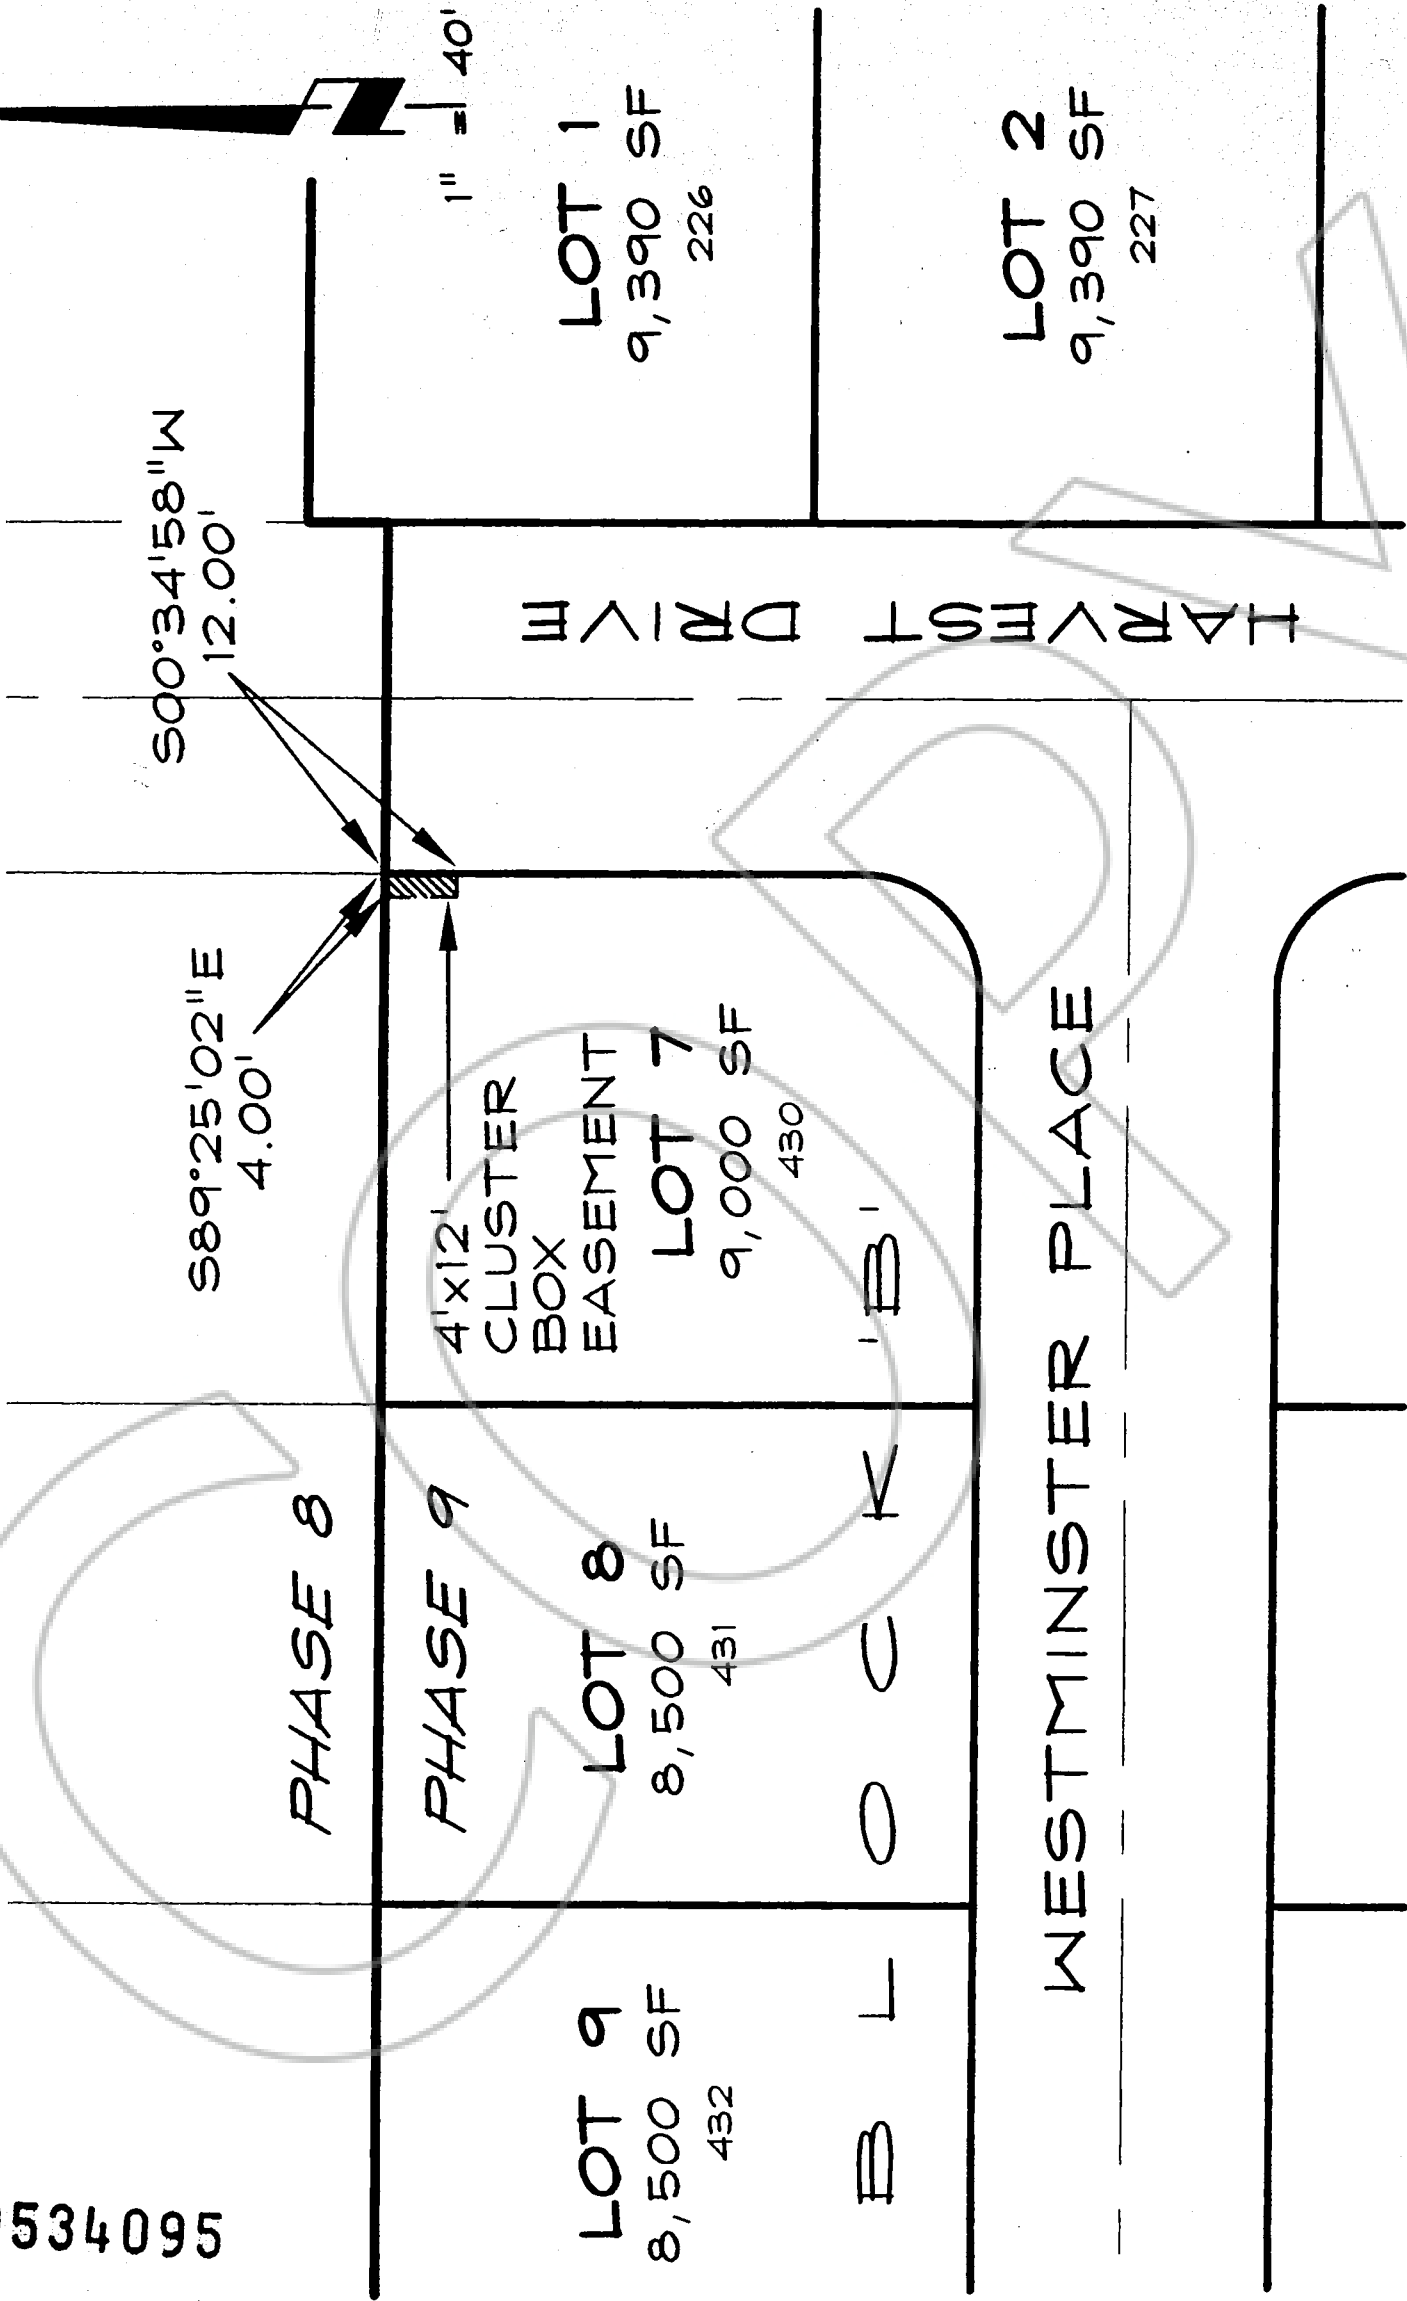 1" = 40'
S00°34'58"W
12.00'
S89°25'02"E
4.00'
PHASE 8
PHASE 9
4'x12'
CLUSTER
BOX
EASEMENT
LOT 9
8,500 SF
432
LOT 8
8,500 SF
431
LOT 7
9,000 SF
430
LOT 1
9,390 SF
226
LOT 2
9,390 SF
227
BLOCK 'B'
HARVEST DRIVE
WESTMINSTER PLACE
534095
COPY